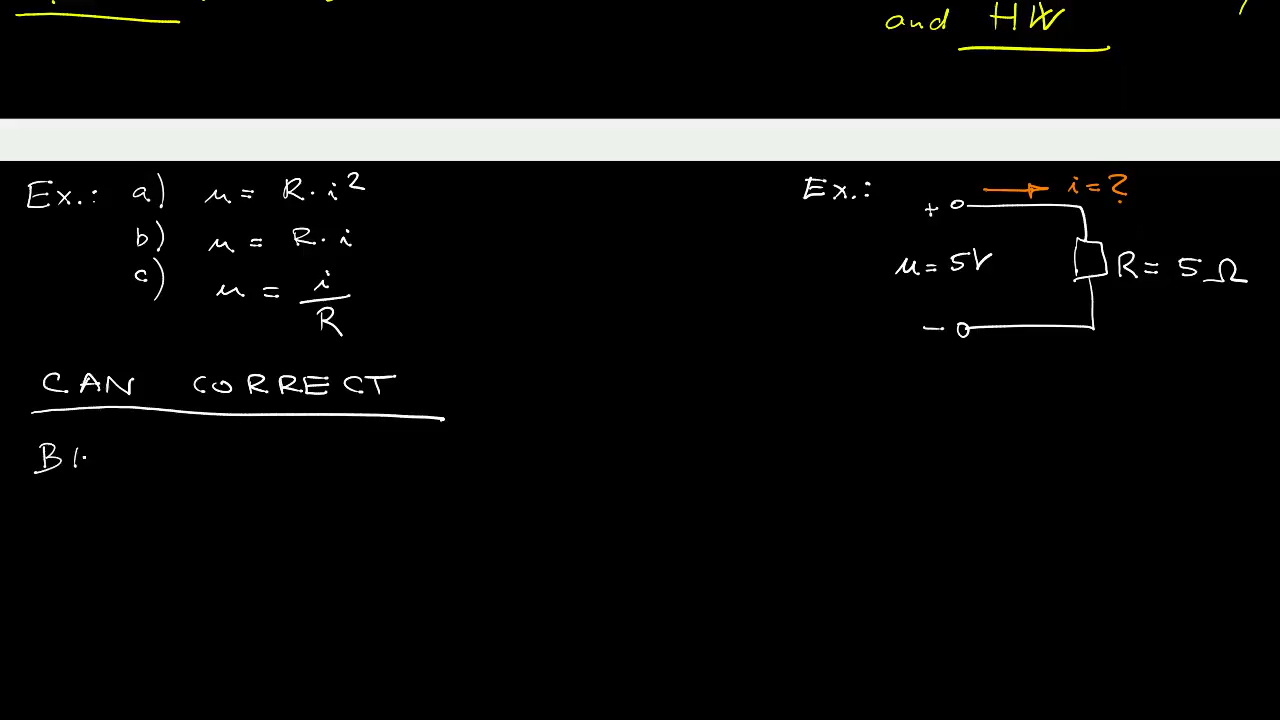 and HW
Ex.: a) u = R · i²
b) u = R · i
c) u = i / R
CAN CORRECT
Ex.:
i = ?
+
u = 5V
R = 5 Ω
−